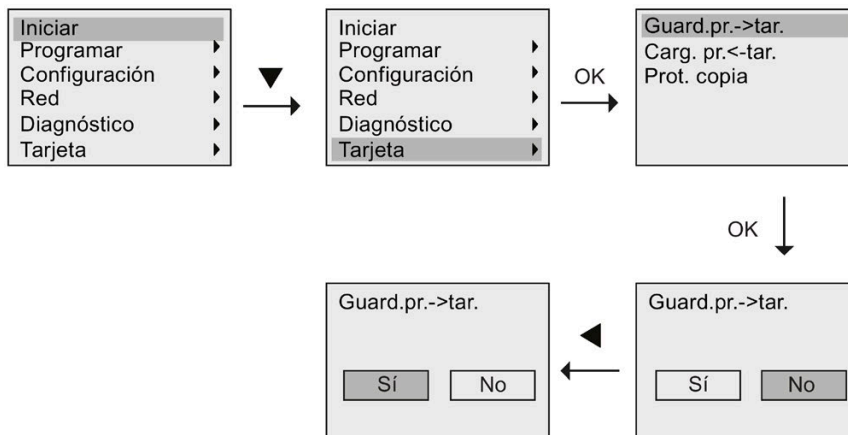 Iniciar
Programar
Configuración
Red
Diagnóstico
Tarjeta
Iniciar
Programar
Configuración
Red
Diagnóstico
Tarjeta
OK
Guard.pr.->tar.
Carg. pr.<-tar.
Prot. copia
OK
Guard.pr.->tar.
Sí No
Guard.pr.->tar.
Sí No